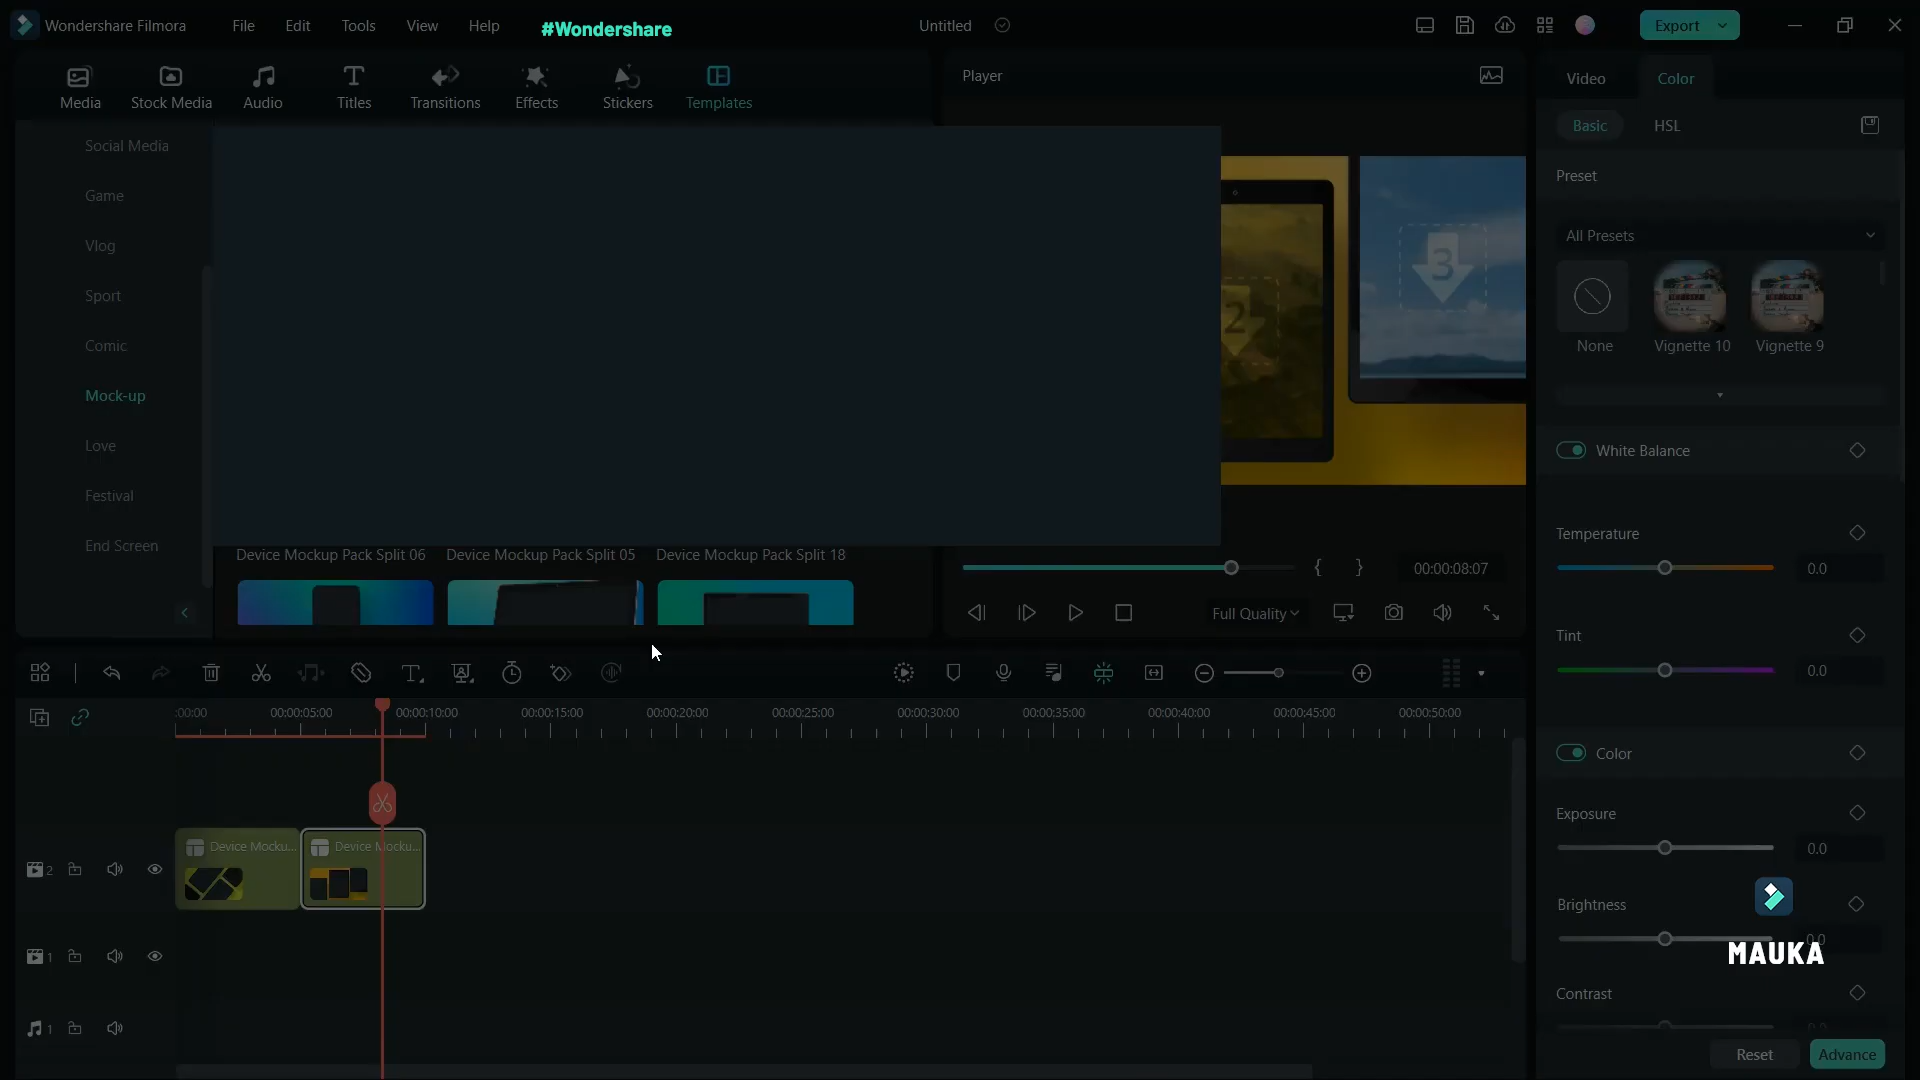 Wondershare Filmora
File
Edit
Tools
View
Help
#Wondershare
Untitled
Export
Media
Stock Media
Audio
Titles
Transitions
Effects
Stickers
Templates
Player
Video
Color
Basic
HSL
Preset
All Presets
None
Vignette 10
Vignette 9
Social Media
Game
Vlog
Sport
Comic
Mock-up
Love
Festival
End Screen
2
3
Device Mockup Pack Split 06
Device Mockup Pack Split 05
Device Mockup Pack Split 18
{ }
00:00:08:07
Full Quality
White Balance
Temperature
0.0
Tint
0.0
Color
Exposure
0.0
Brightness
0.0
Contrast
0.0
MAUKA
Reset
Advance
:00:00
00:00:05:00
00:00:10:00
00:00:15:00
00:00:20:00
00:00:25:00
00:00:30:00
00:00:35:00
00:00:40:00
00:00:45:00
00:00:50:00
2
Device Mocku...
Device Mocku...
1
1